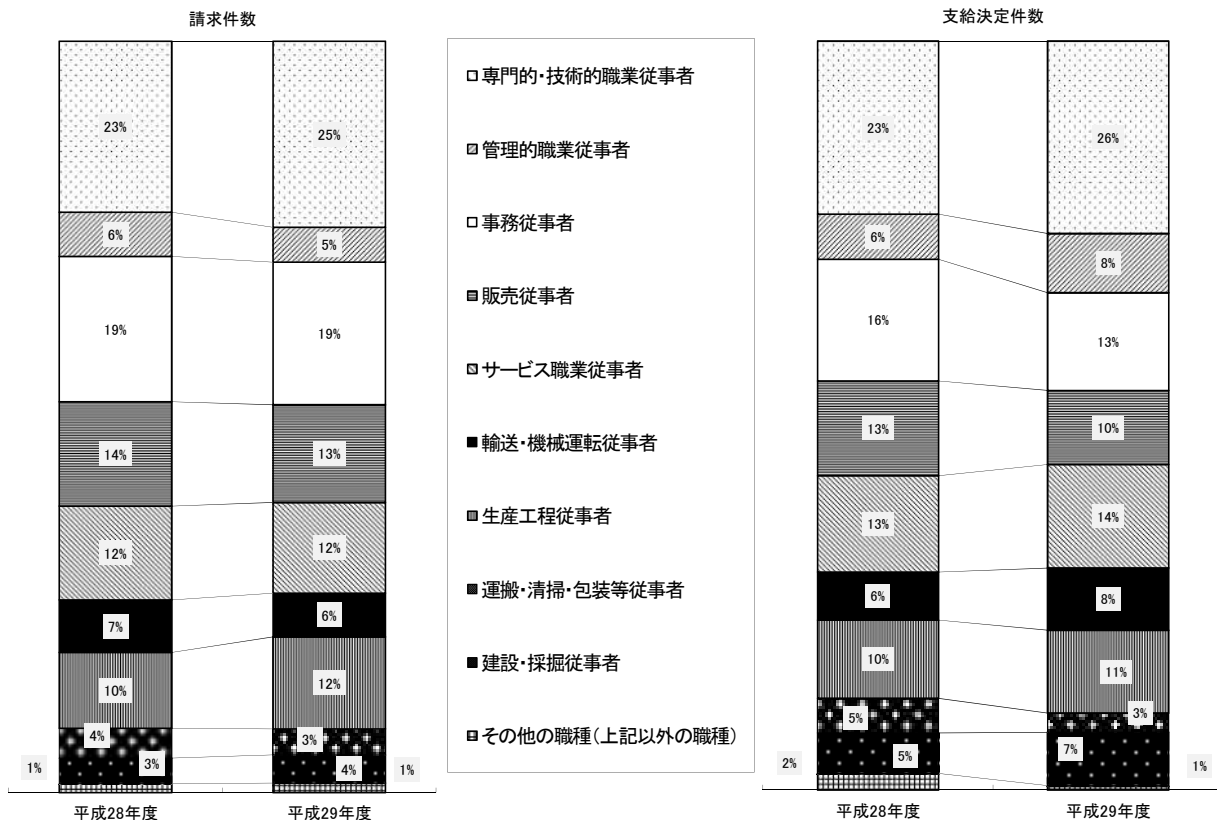 請求件数
23%
6%
19%
14%
12%
7%
10%
4%
3%
1%
平成28年度
25%
5%
19%
13%
12%
6%
12%
3%
4%
1%
平成29年度
専門的・技術的職業従事者
管理的職業従事者
事務従事者
販売従事者
サービス職業従事者
輸送・機械運転従事者
生産工程従事者
運搬・清掃・包装等従事者
建設・採掘従事者
その他の職種(上記以外の職種)
支給決定件数
23%
6%
16%
13%
13%
6%
10%
5%
5%
2%
平成28年度
26%
8%
13%
10%
14%
8%
11%
3%
7%
1%
平成29年度